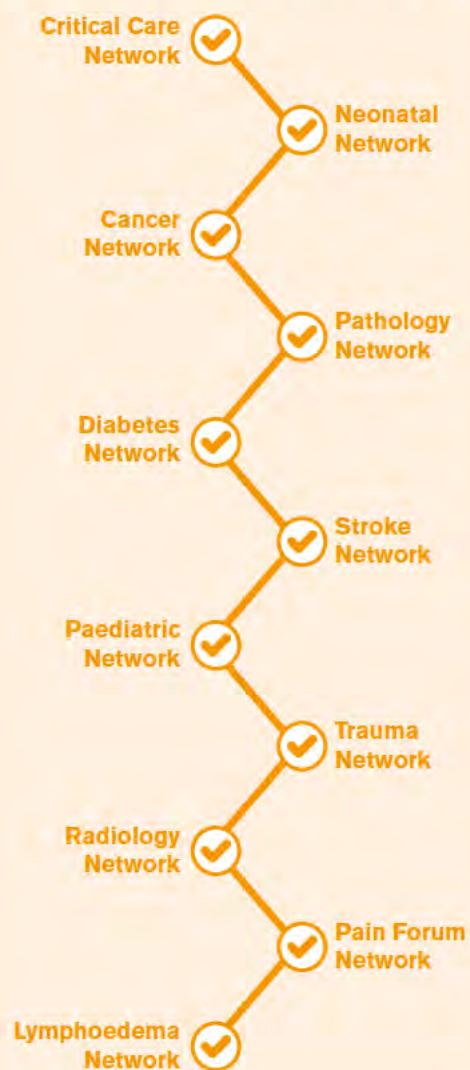 Critical Care
Network
Neonatal
Network
Cancer
Network
Pathology
Network
Diabetes
Network
Stroke
Network
Paediatric
Network
Trauma
Network
Radiology
Network
Pain Forum
Network
Lymphoedema
Network